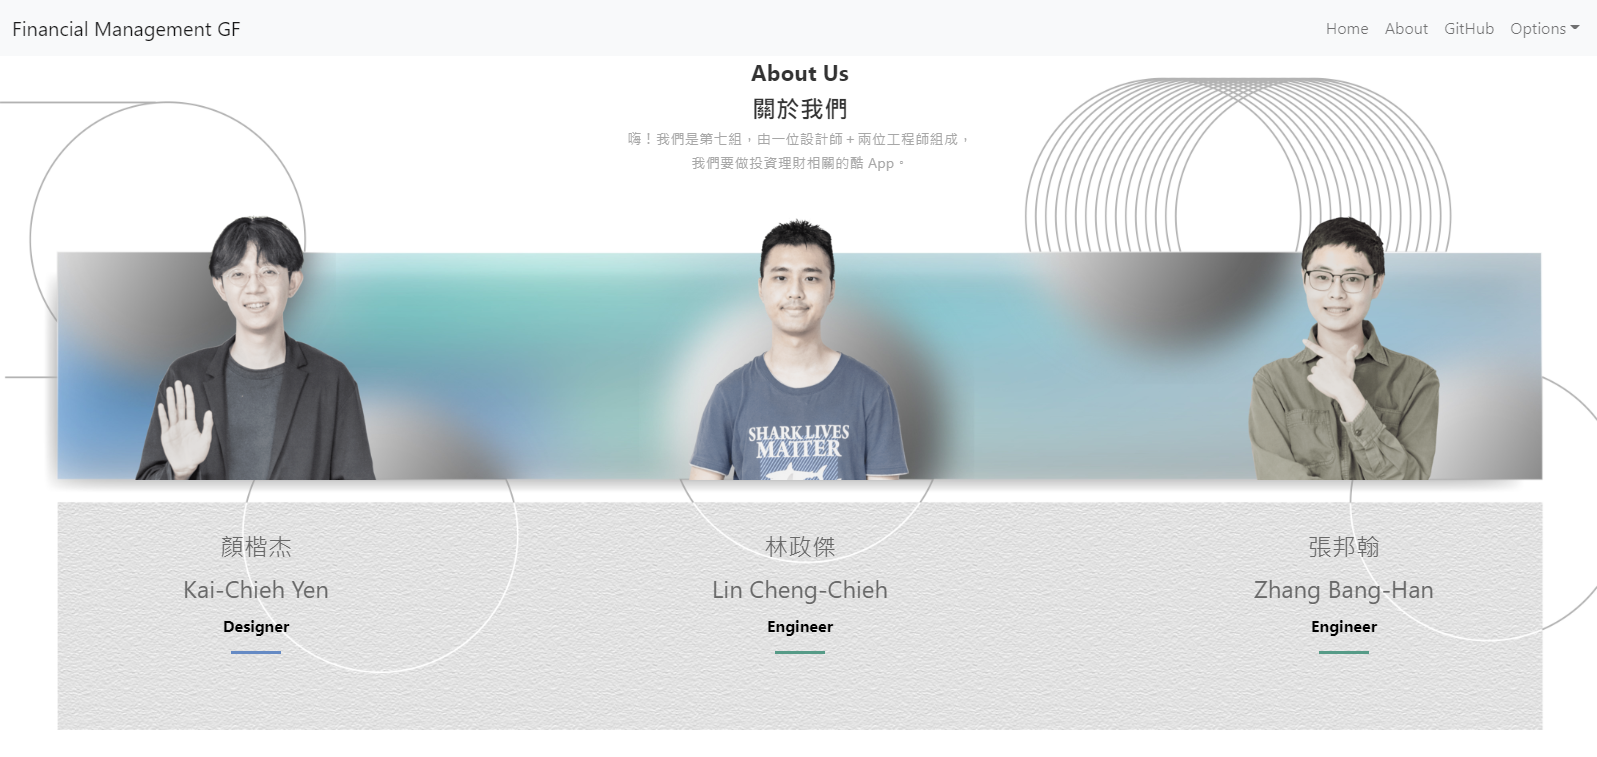 Financial Management GF
Home About GitHub Options
About Us
關於我們
嗨！我們是第七組，由一位設計師＋兩位工程師組成，
我們要做投資理財相關的酷 App。
SHARK LIVES
MATTER
顏楷杰
Kai-Chieh Yen
Designer
林政傑
Lin Cheng-Chieh
Engineer
張邦翰
Zhang Bang-Han
Engineer